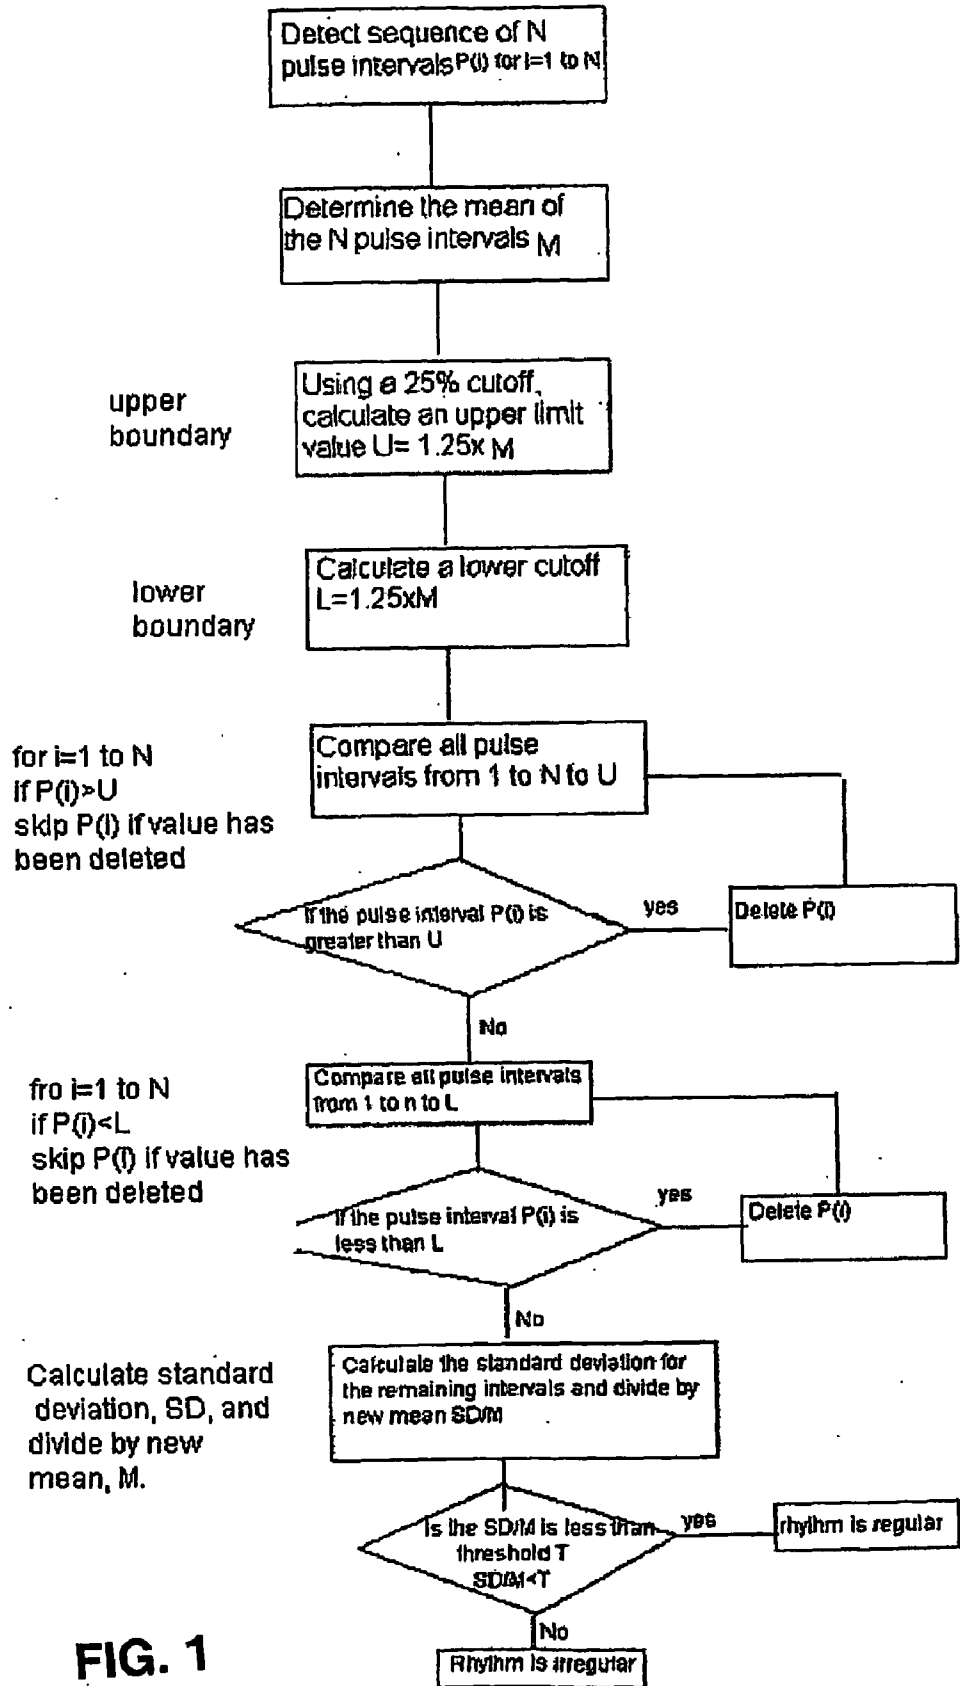 Detect sequence of N
pulse intervals P(i) for i=1 to N
Determine the mean of
the N pulse intervals M
upper
boundary
Using a 25% cutoff,
calculate an upper limit
value U= 1.25x M
lower
boundary
Calculate a lower cutoff
L=1.25xM
for i=1 to N
if P(i)>U
skip P(i) if value has
been deleted
Compare all pulse
intervals from 1 to N to U
If the pulse interval P(i) is
greater than U
yes
Delete P(i)
No
fro i=1 to N
if P(i)<L
skip P(i) if value has
been deleted
Compare all pulse intervals
from 1 to n to L
If the pulse interval P(i) is
less than L
yes
Delete P(i)
No
Calculate standard
deviation, SD, and
divide by new
mean, M.
Calculate the standard deviation for
the remaining intervals and divide by
new mean SD/M
Is the SD/M is less than
threshold T
SD/M<T
yes
rhythm is regular
No
Rhythm is irregular
FIG. 1